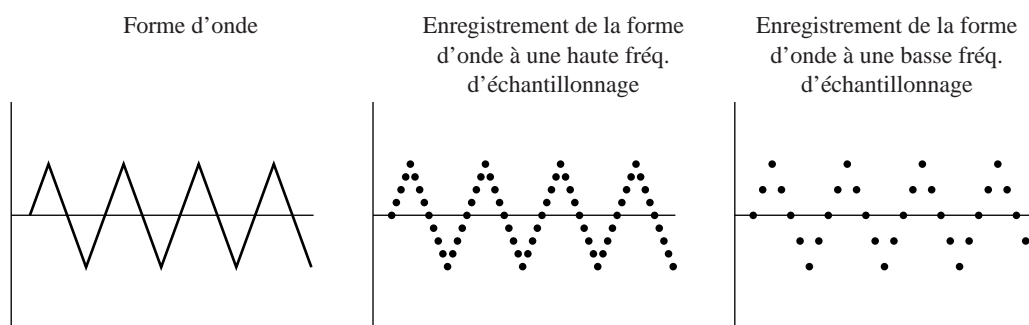 Forme d'onde
Enregistrement de la forme
d'onde à une haute fréq.
d'échantillonnage
Enregistrement de la forme
d'onde à une basse fréq.
d'échantillonnage